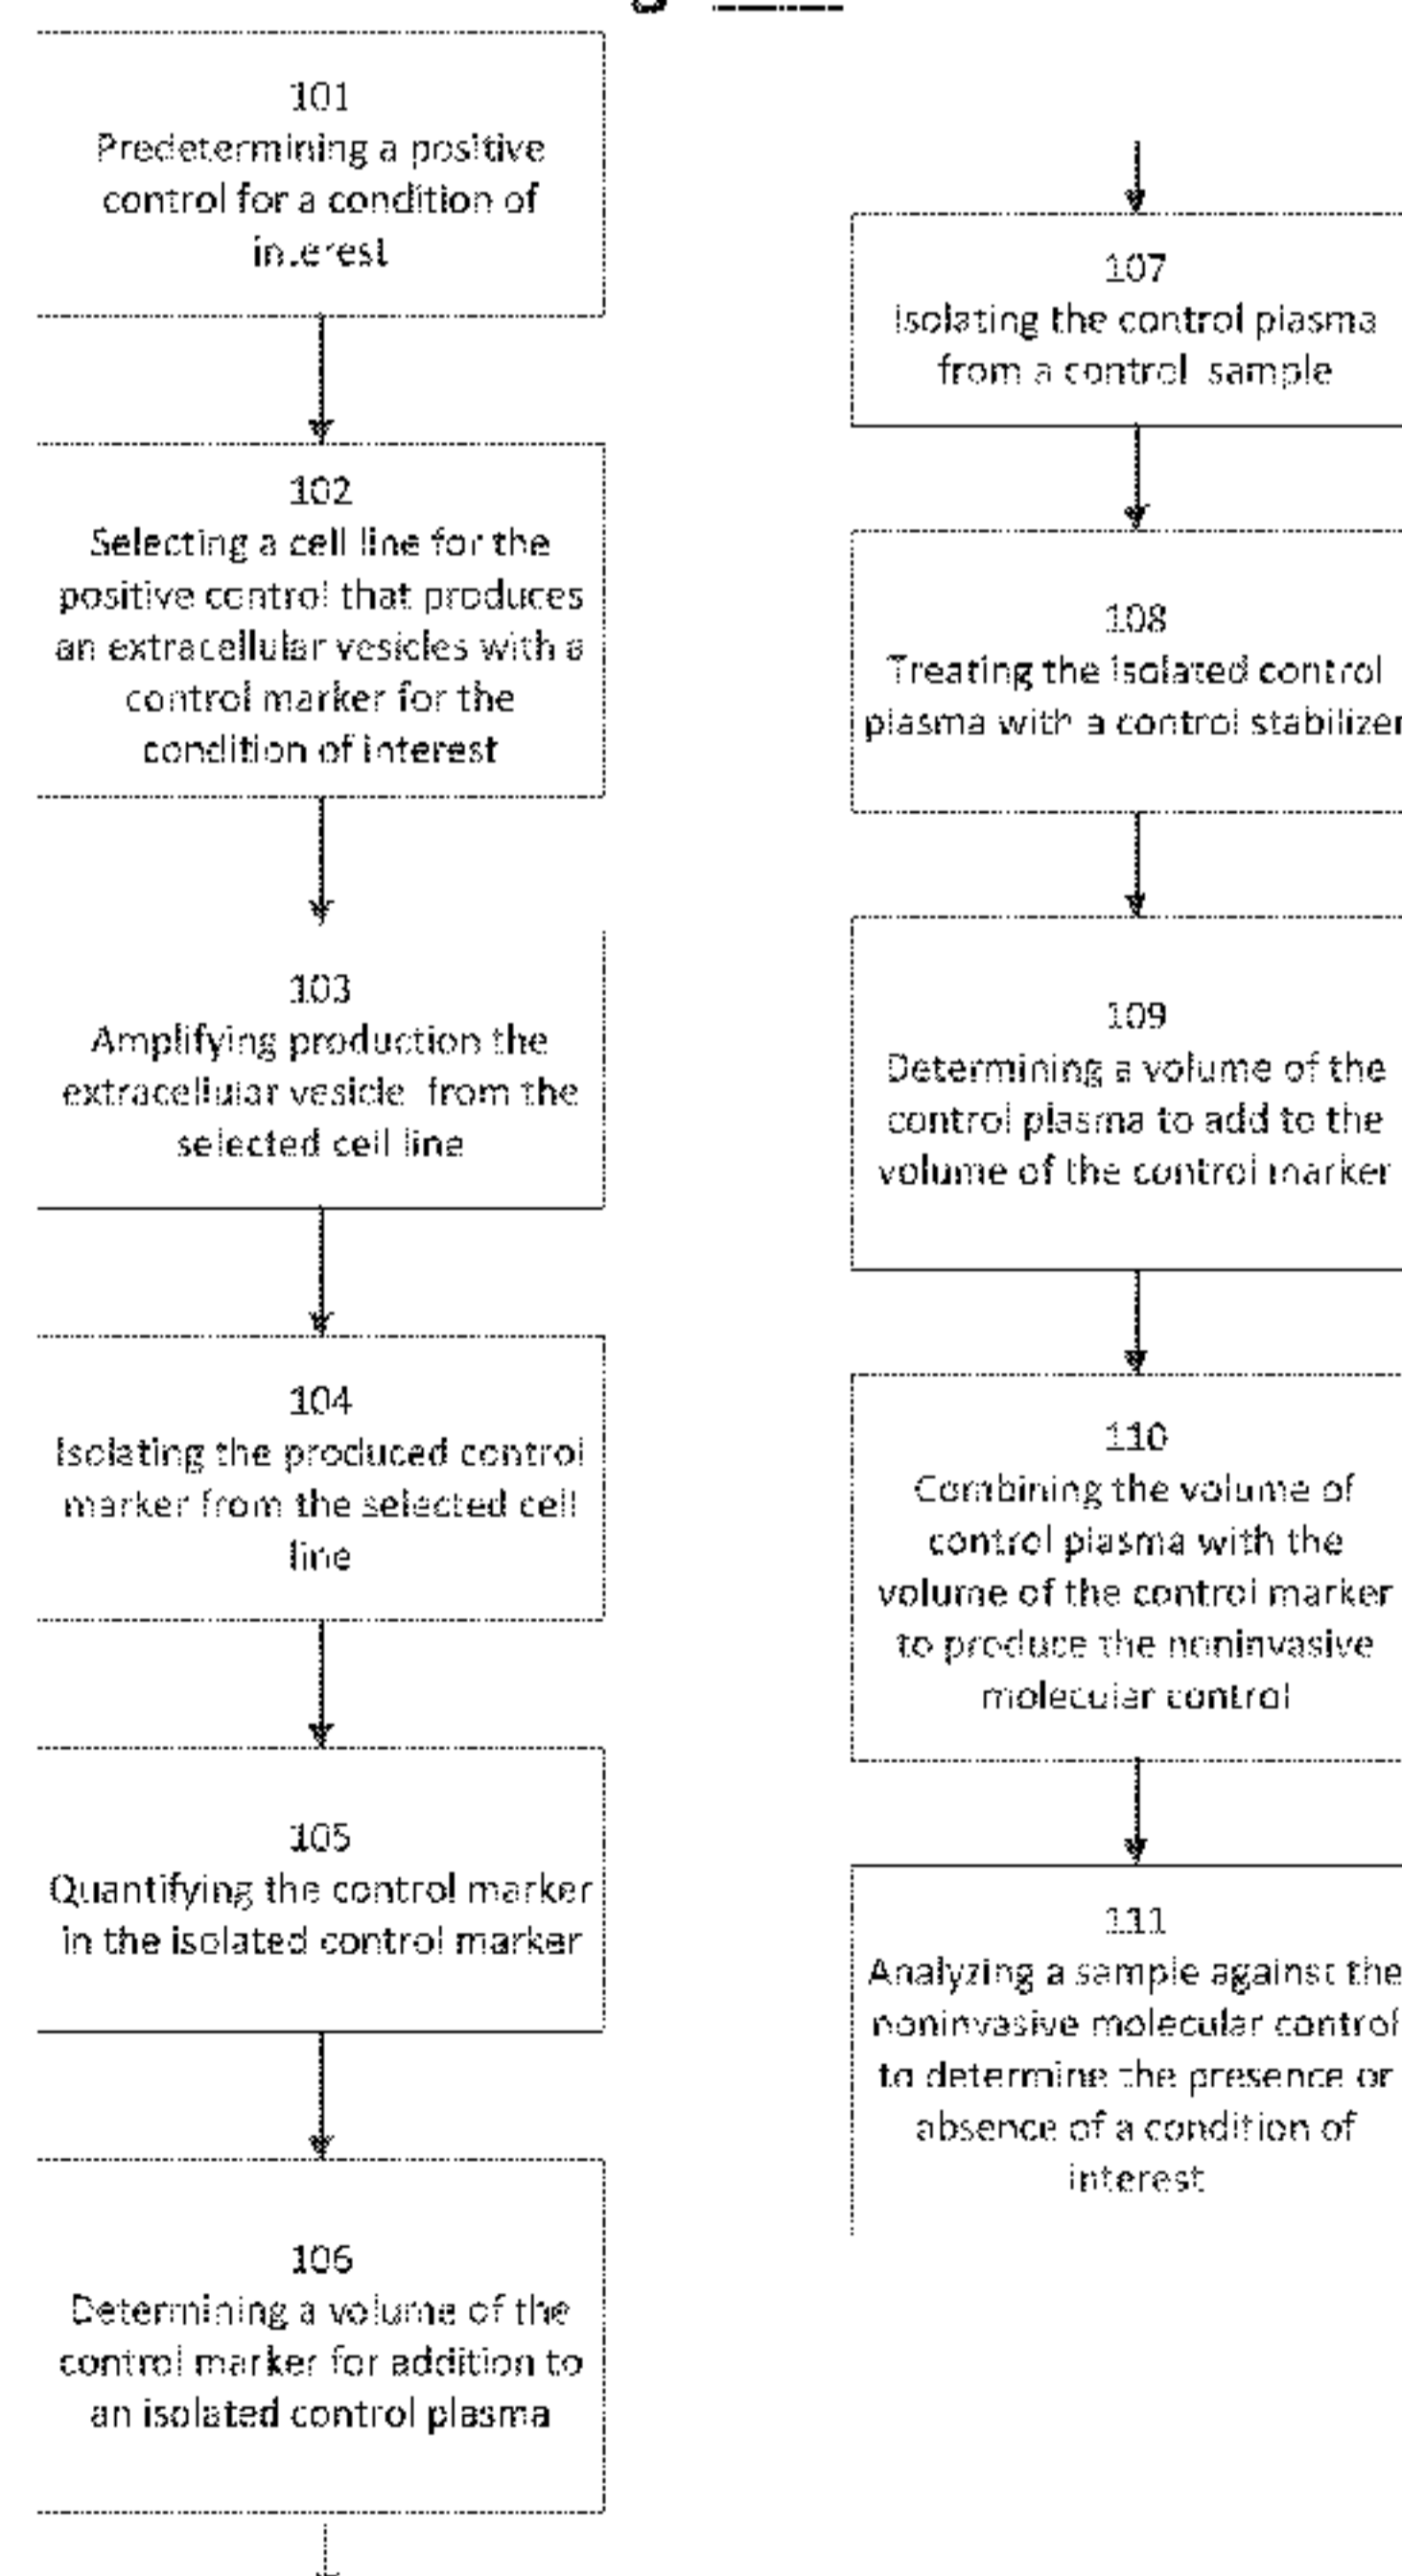 101
Predetermining a positive
control for a condition of
interest
102
Selecting a cell line for the
positive control that produces
an extracellular vesicles with a
control marker for the
condition of interest
103
Amplifying production the
extracellular vesicle from the
selected cell line
104
Isolating the produced control
marker from the selected cell
line
105
Quantifying the control marker
in the isolated control marker
106
Determining a volume of the
control marker for addition to
an isolated control plasma
107
Isolating the control plasma
from a control sample
108
Treating the isolated control
plasma with a control stabilizer
109
Determining a volume of the
control plasma to add to the
volume of the control marker
110
Combining the volume of
control plasma with the
volume of the control marker
to produce the noninvasive
molecular control
111
Analyzing a sample against the
noninvasive molecular control
to determine the presence or
absence of a condition of
interest